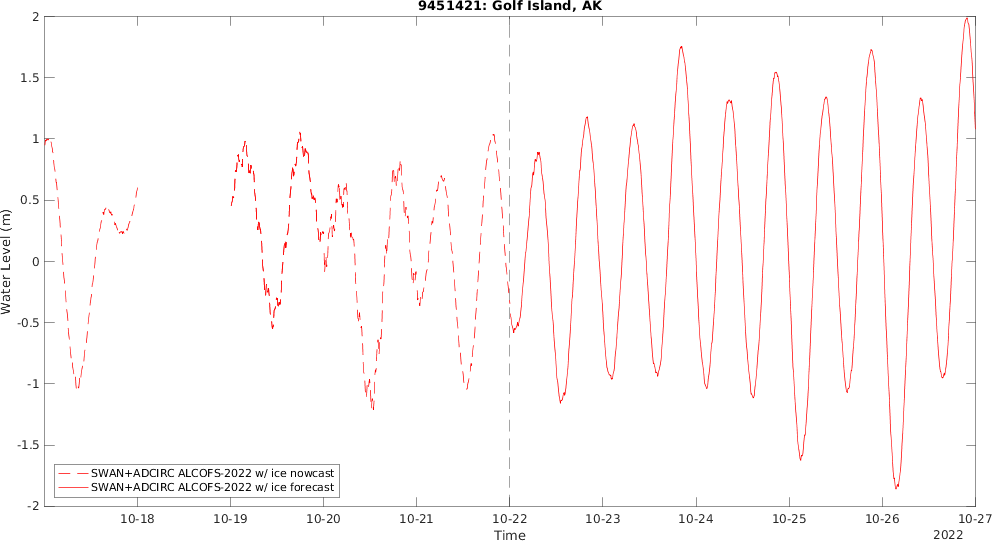 9451421: Golf Island, AK
2
1.5
1
0.5
0
-0.5
-1
-1.5
-2
Water Level (m)
SWAN+ADCIRC ALCOFS-2022 w/ ice nowcast
SWAN+ADCIRC ALCOFS-2022 w/ ice forecast
10-18 10-19 10-20 10-21 10-22 10-23 10-24 10-25 10-26 10-27
Time
2022